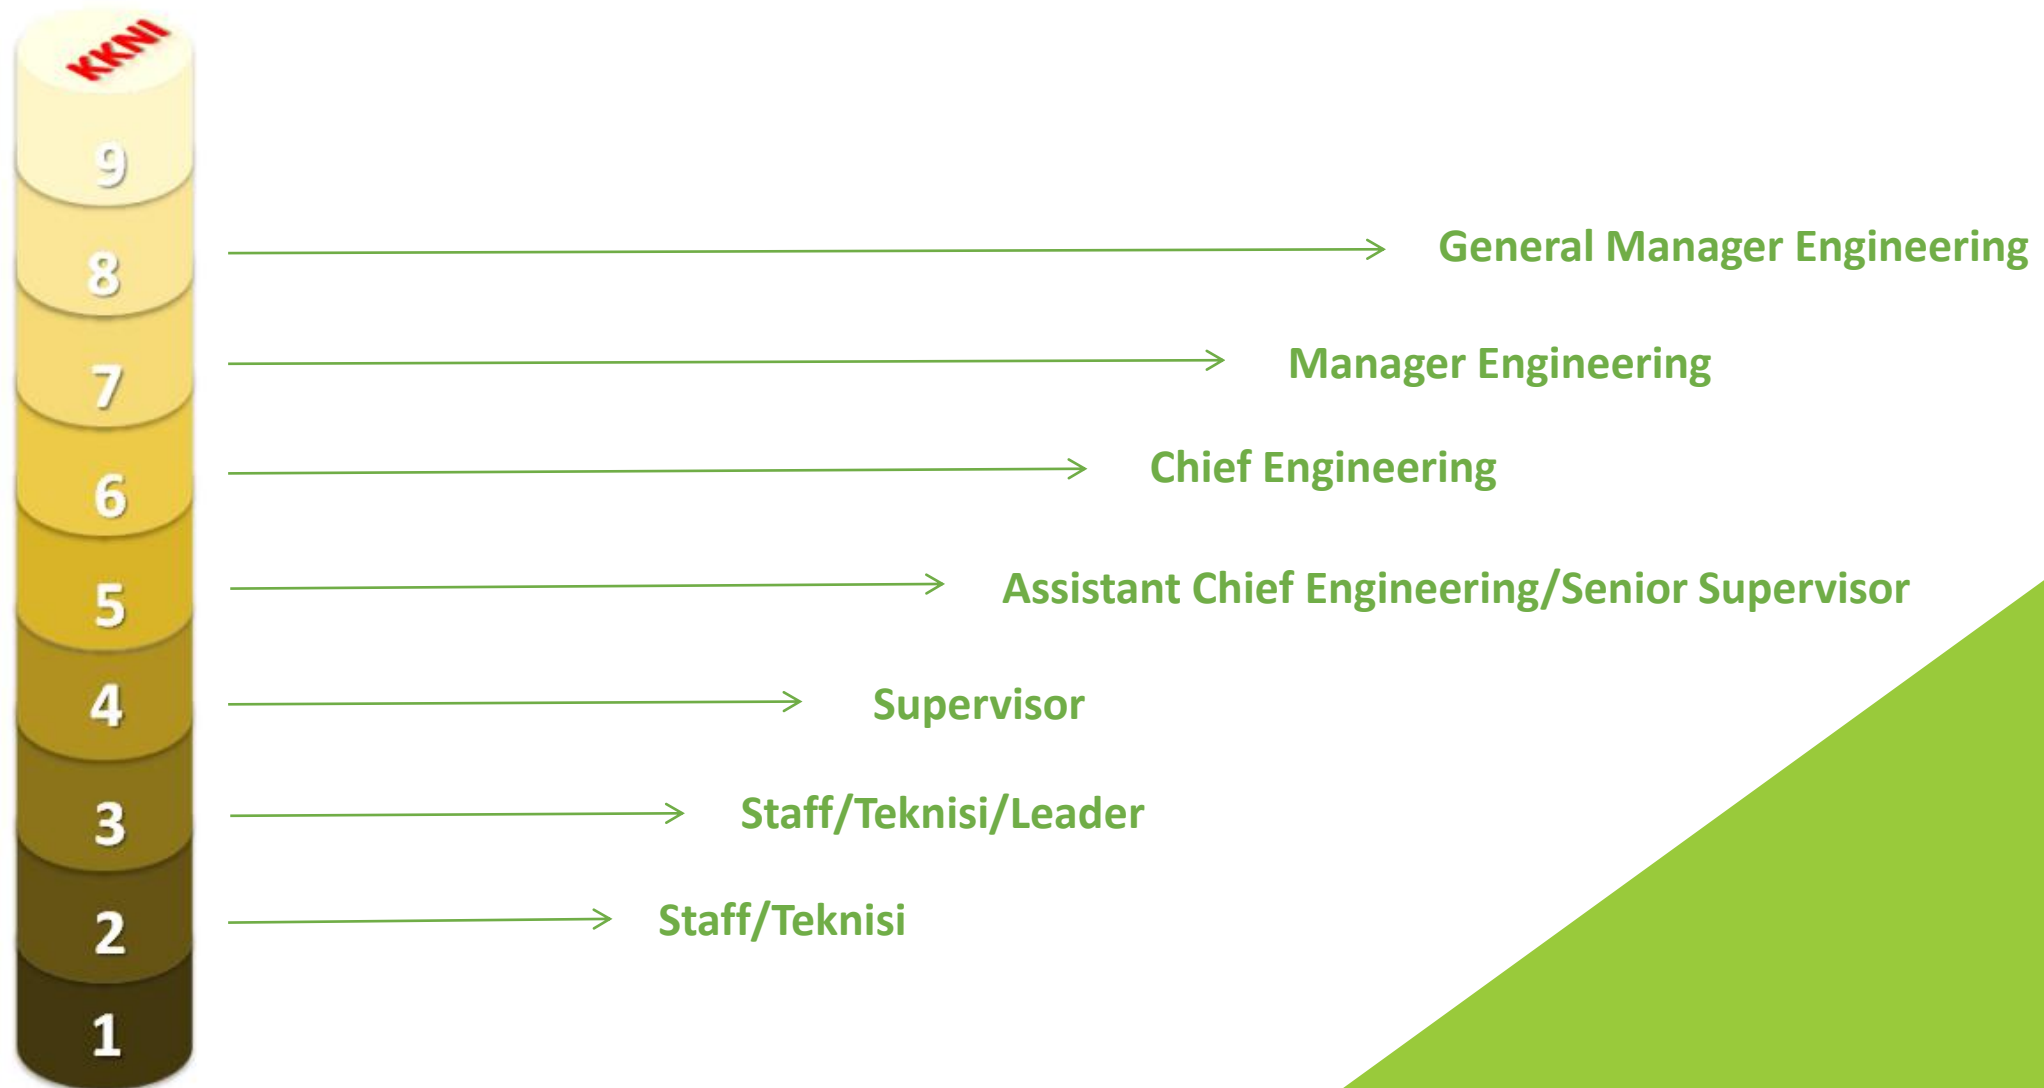 KKNI
9
8 General Manager Engineering
7 Manager Engineering
6 Chief Engineering
5 Assistant Chief Engineering/Senior Supervisor
4 Supervisor
3 Staff/Teknisi/Leader
2 Staff/Teknisi
1